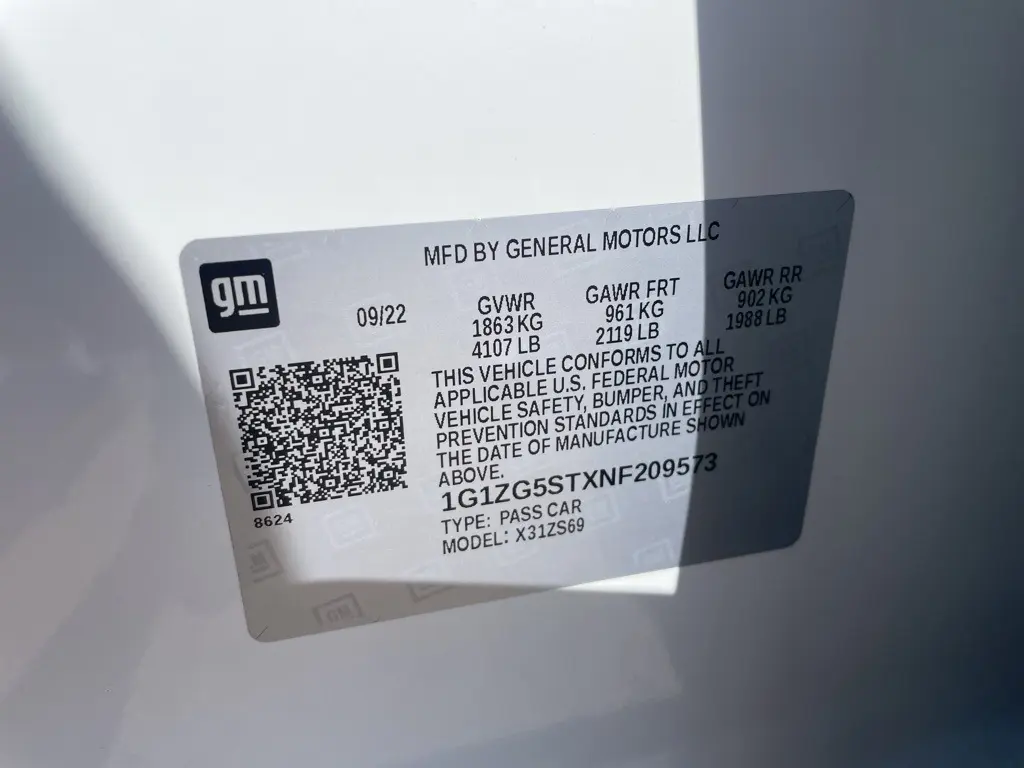 MFD BY GENERAL MOTORS LLC
gm
09/22
GVWR
1863 KG
4107 LB
GAWR FRT
961 KG
2119 LB
GAWR RR
902 KG
1988 LB
THIS VEHICLE CONFORMS TO ALL
APPLICABLE U.S. FEDERAL MOTOR
VEHICLE SAFETY, BUMPER, AND THEFT
PREVENTION STANDARDS IN EFFECT ON
THE DATE OF MANUFACTURE SHOWN
ABOVE.
1G1ZG5STXNF209573
TYPE: PASS CAR
MODEL: X31ZS69
8624
GM